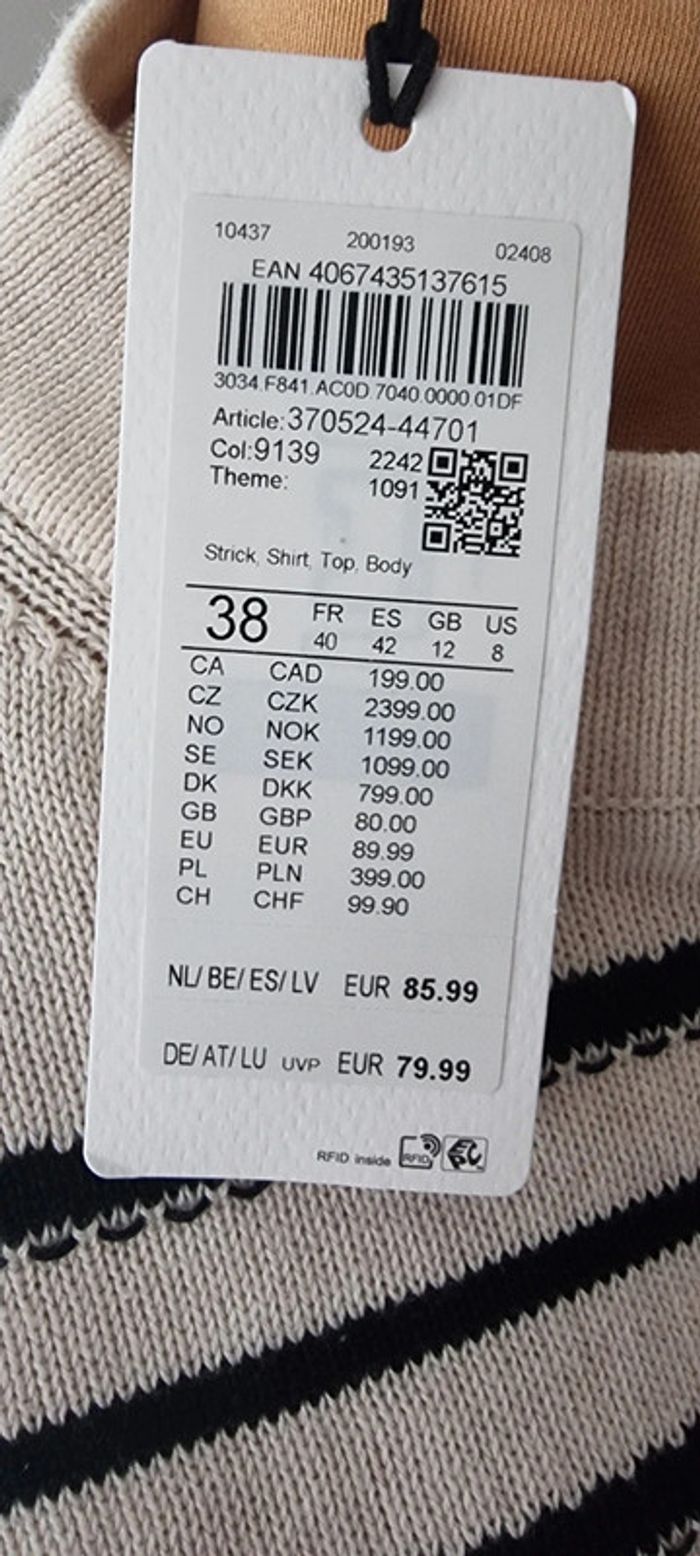 10437 200193 02408
EAN 4067435137615
3034.F841.AC0D.7040.0000.01DF
Article: 370524-44701
Col: 9139 2242
Theme: 1091
Strick, Shirt, Top, Body
38 FR ES GB US
40 42 12 8
CA CAD 199.00
CZ CZK 2399.00
NO NOK 1199.00
SE SEK 1099.00
DK DKK 799.00
GB GBP 80.00
EU EUR 89.99
PL PLN 399.00
CH CHF 99.90
NL/BE/ES/LV EUR 85.99
DE/AT/LU UVP EUR 79.99
RFID inside RFID